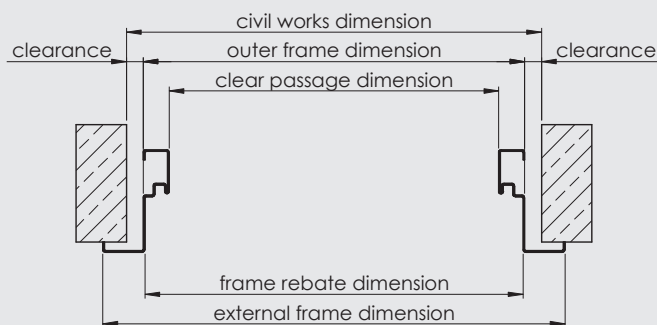 civil works dimension
clearance outer frame dimension clearance
clear passage dimension
frame rebate dimension
external frame dimension